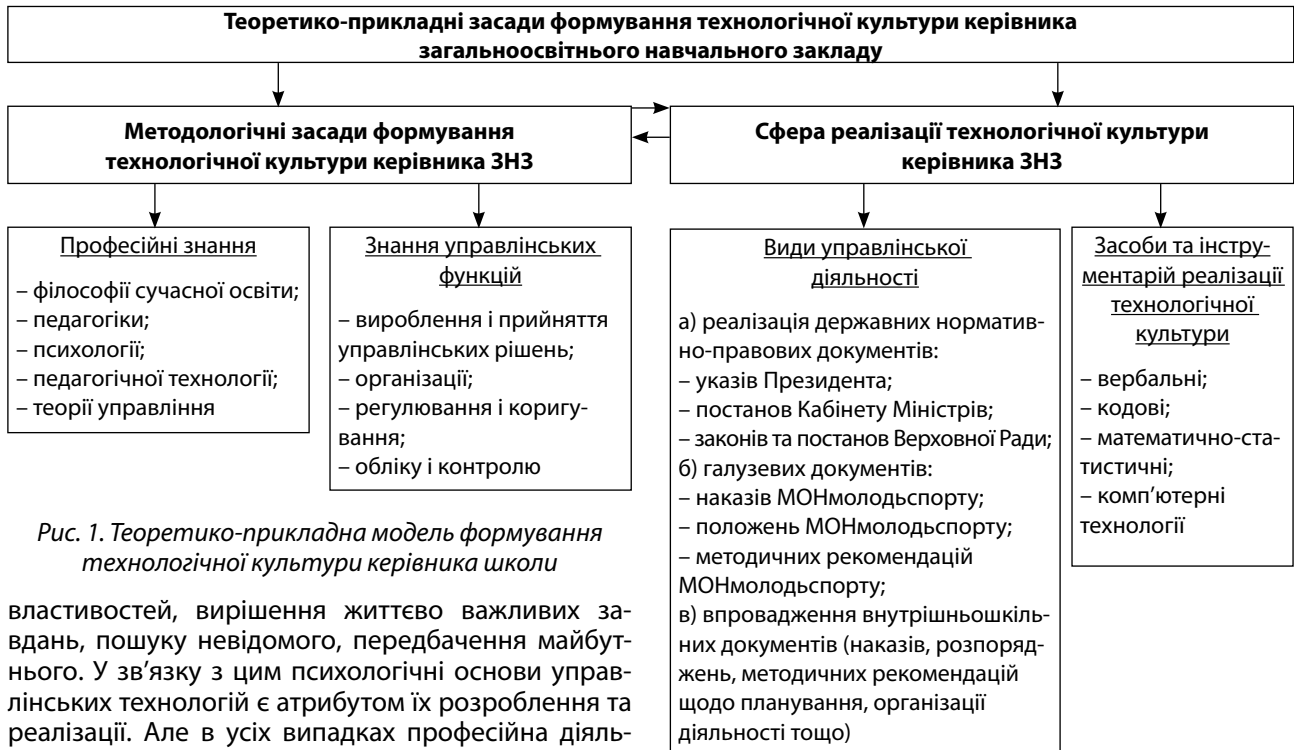 Теоретико-прикладні засади формування технологічної культури керівника
загальноосвітнього навчального закладу
Методологічні засади формування
технологічної культури керівника ЗНЗ
Сфера реалізації технологічної культури
керівника ЗНЗ
Професійні знання
– філософії сучасної освіти;
– педагогіки;
– психології;
– педагогічної технології;
– теорії управління
Знання управлінських
функцій
– вироблення і прийняття
управлінських рішень;
– організації;
– регулювання і коригу-
вання;
– обліку і контролю
Види управлінської
діяльності
а) реалізація державних норматив-
но-правових документів:
– указів Президента;
– постанов Кабінету Міністрів;
– законів та постанов Верховної Ради;
б) галузевих документів:
– наказів МОНмолодьспорту;
– положень МОНмолодьспорту;
– методичних рекомендацій
МОНмолодьспорту;
в) впровадження внутрішньошкіль-
них документів (наказів, розпоряд-
жень, методичних рекомендацій
щодо планування, організації
діяльності тощо)
Засоби та інстру-
ментарій реалізації
технологічної
культури
– вербальні;
– кодові;
– математично-ста-
тистичні;
– комп’ютерні
технології
Рис. 1. Теоретико-прикладна модель формування
технологічної культури керівника школи
властивостей, вирішення життєво важливих за-
вдань, пошуку невідомого, передбачення майбут-
нього. У зв’язку з цим психологічні основи управ-
лінських технологій є атрибутом їх розроблення та
реалізації. Але в усіх випадках професійна діяль-